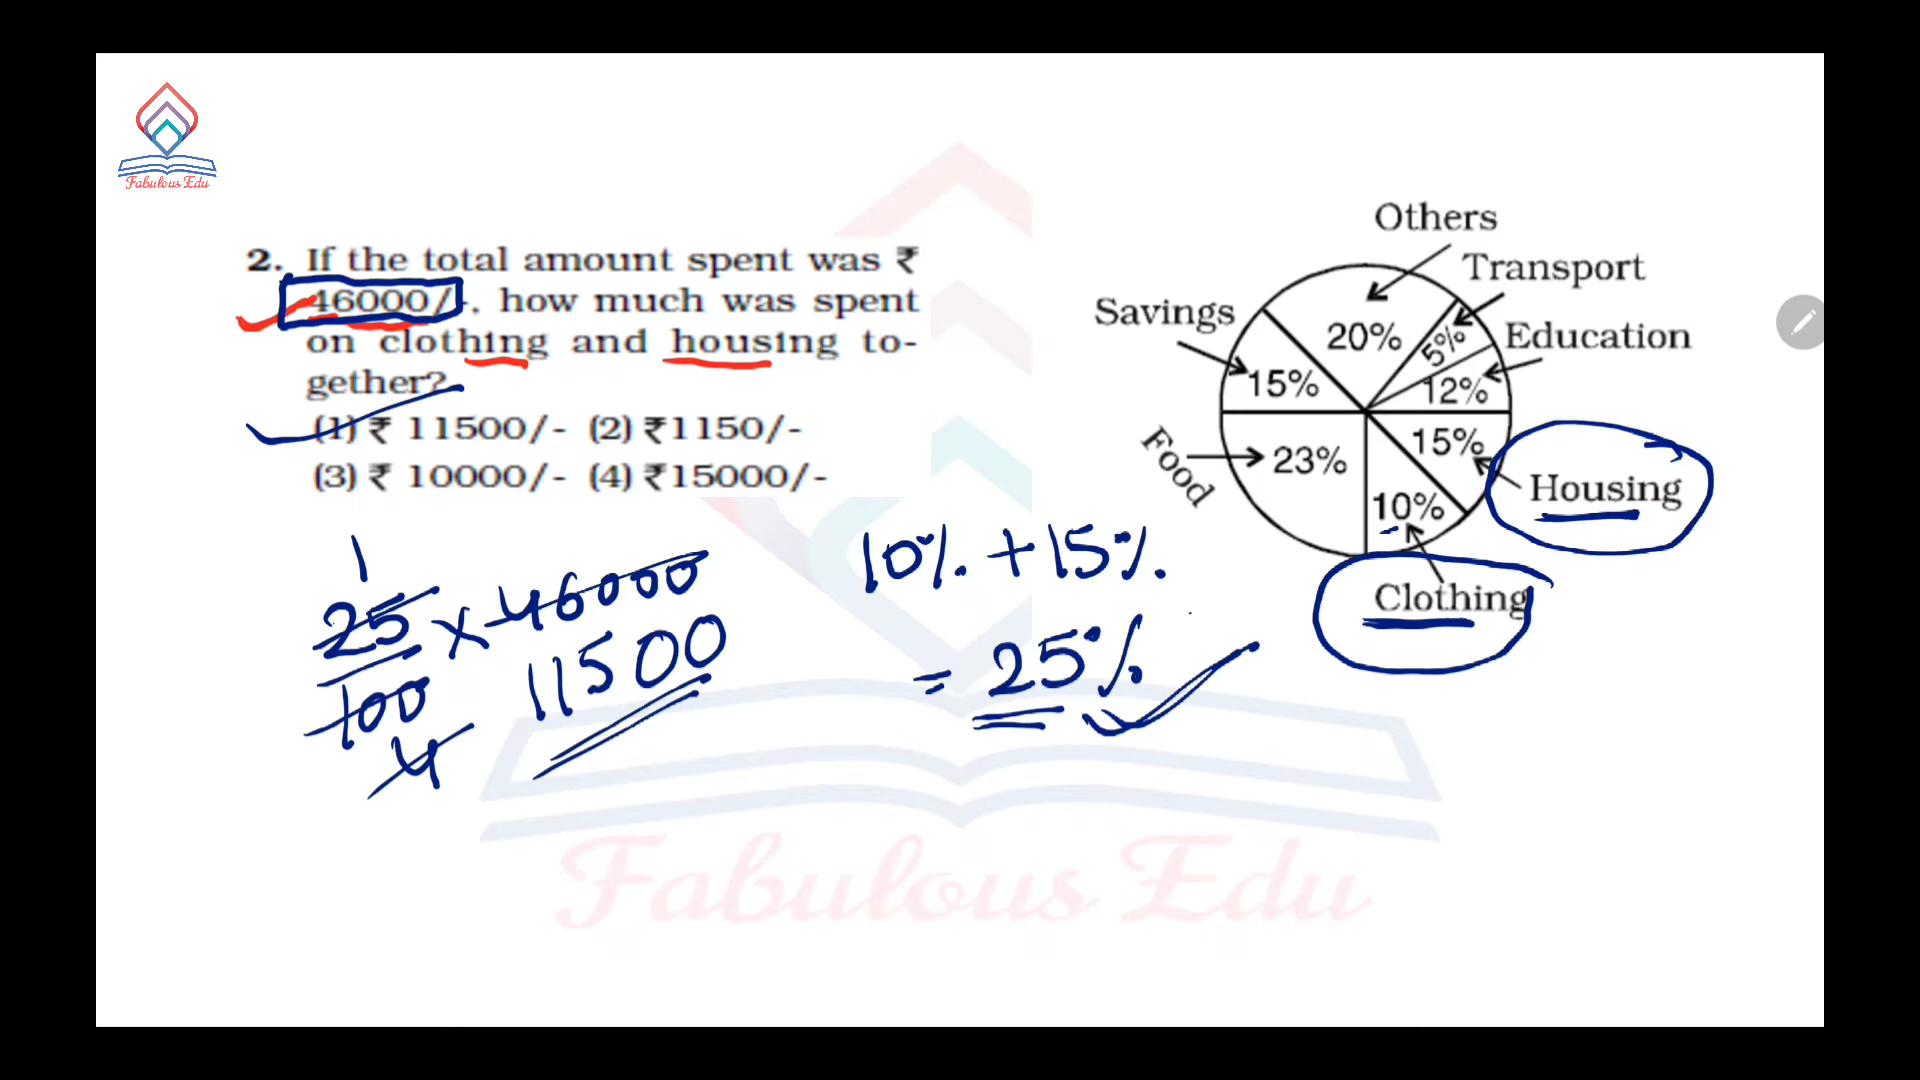 Fabulous Edu
2. If the total amount spent was ₹
46000/-, how much was spent
on clothing and housing to-
gether?
(1) ₹ 11500/- (2) ₹1150/-
(3) ₹ 10000/- (4) ₹15000/-
Others
Transport
Savings
Education
20%
5%
15%
12%
Food
23%
15%
Housing
10%
Clothing
1
25
100
4
× 46000
11500
10% + 15%
= 25%
Fabulous Edu